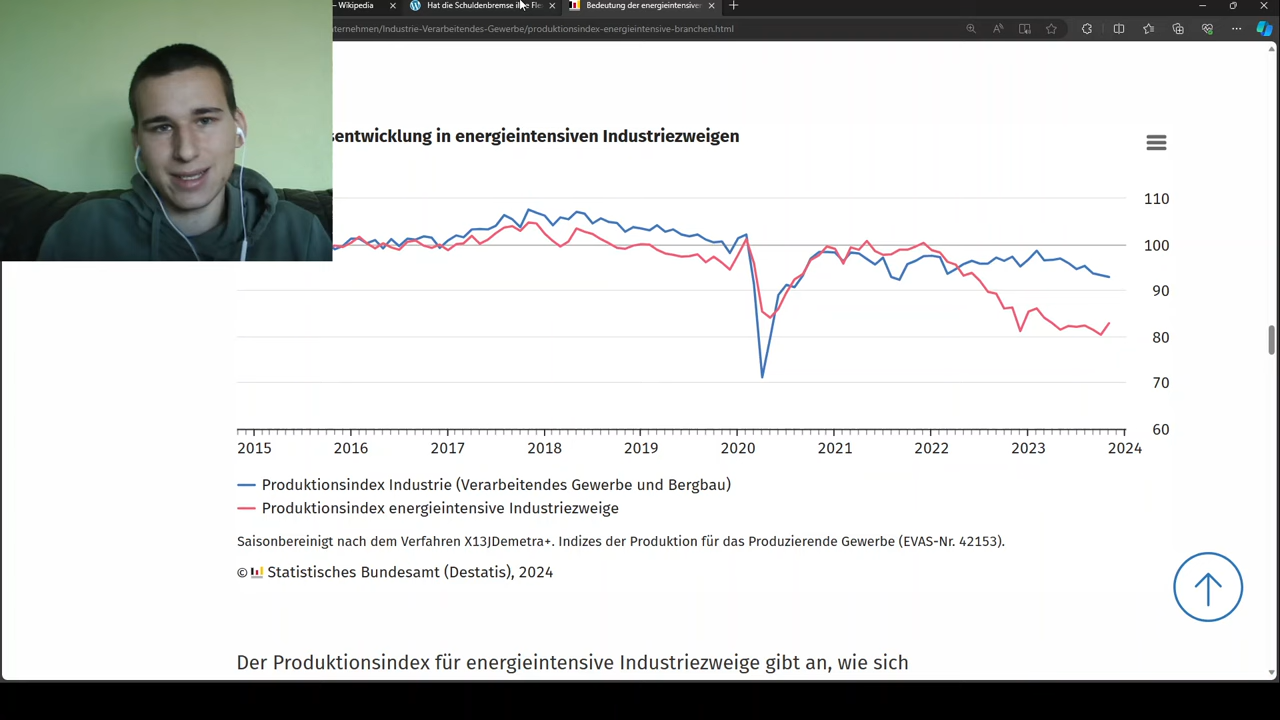 – Wikipedia
Hat die Schuldenbremse ihre Fle
Bedeutung der energieintensiver
ternehmen/Industrie-Verarbeitendes-Gewerbe/produktionsindex-energieintensive-branchen.html
sentwicklung in energieintensiven Industriezweigen
110
100
90
80
70
60
2015 2016 2017 2018 2019 2020 2021 2022 2023 2024
Produktionsindex Industrie (Verarbeitendes Gewerbe und Bergbau)
Produktionsindex energieintensive Industriezweige
Saisonbereinigt nach dem Verfahren X13JDemetra+. Indizes der Produktion für das Produzierende Gewerbe (EVAS-Nr. 42153).
© Statistisches Bundesamt (Destatis), 2024
Der Produktionsindex für energieintensive Industriezweige gibt an, wie sich